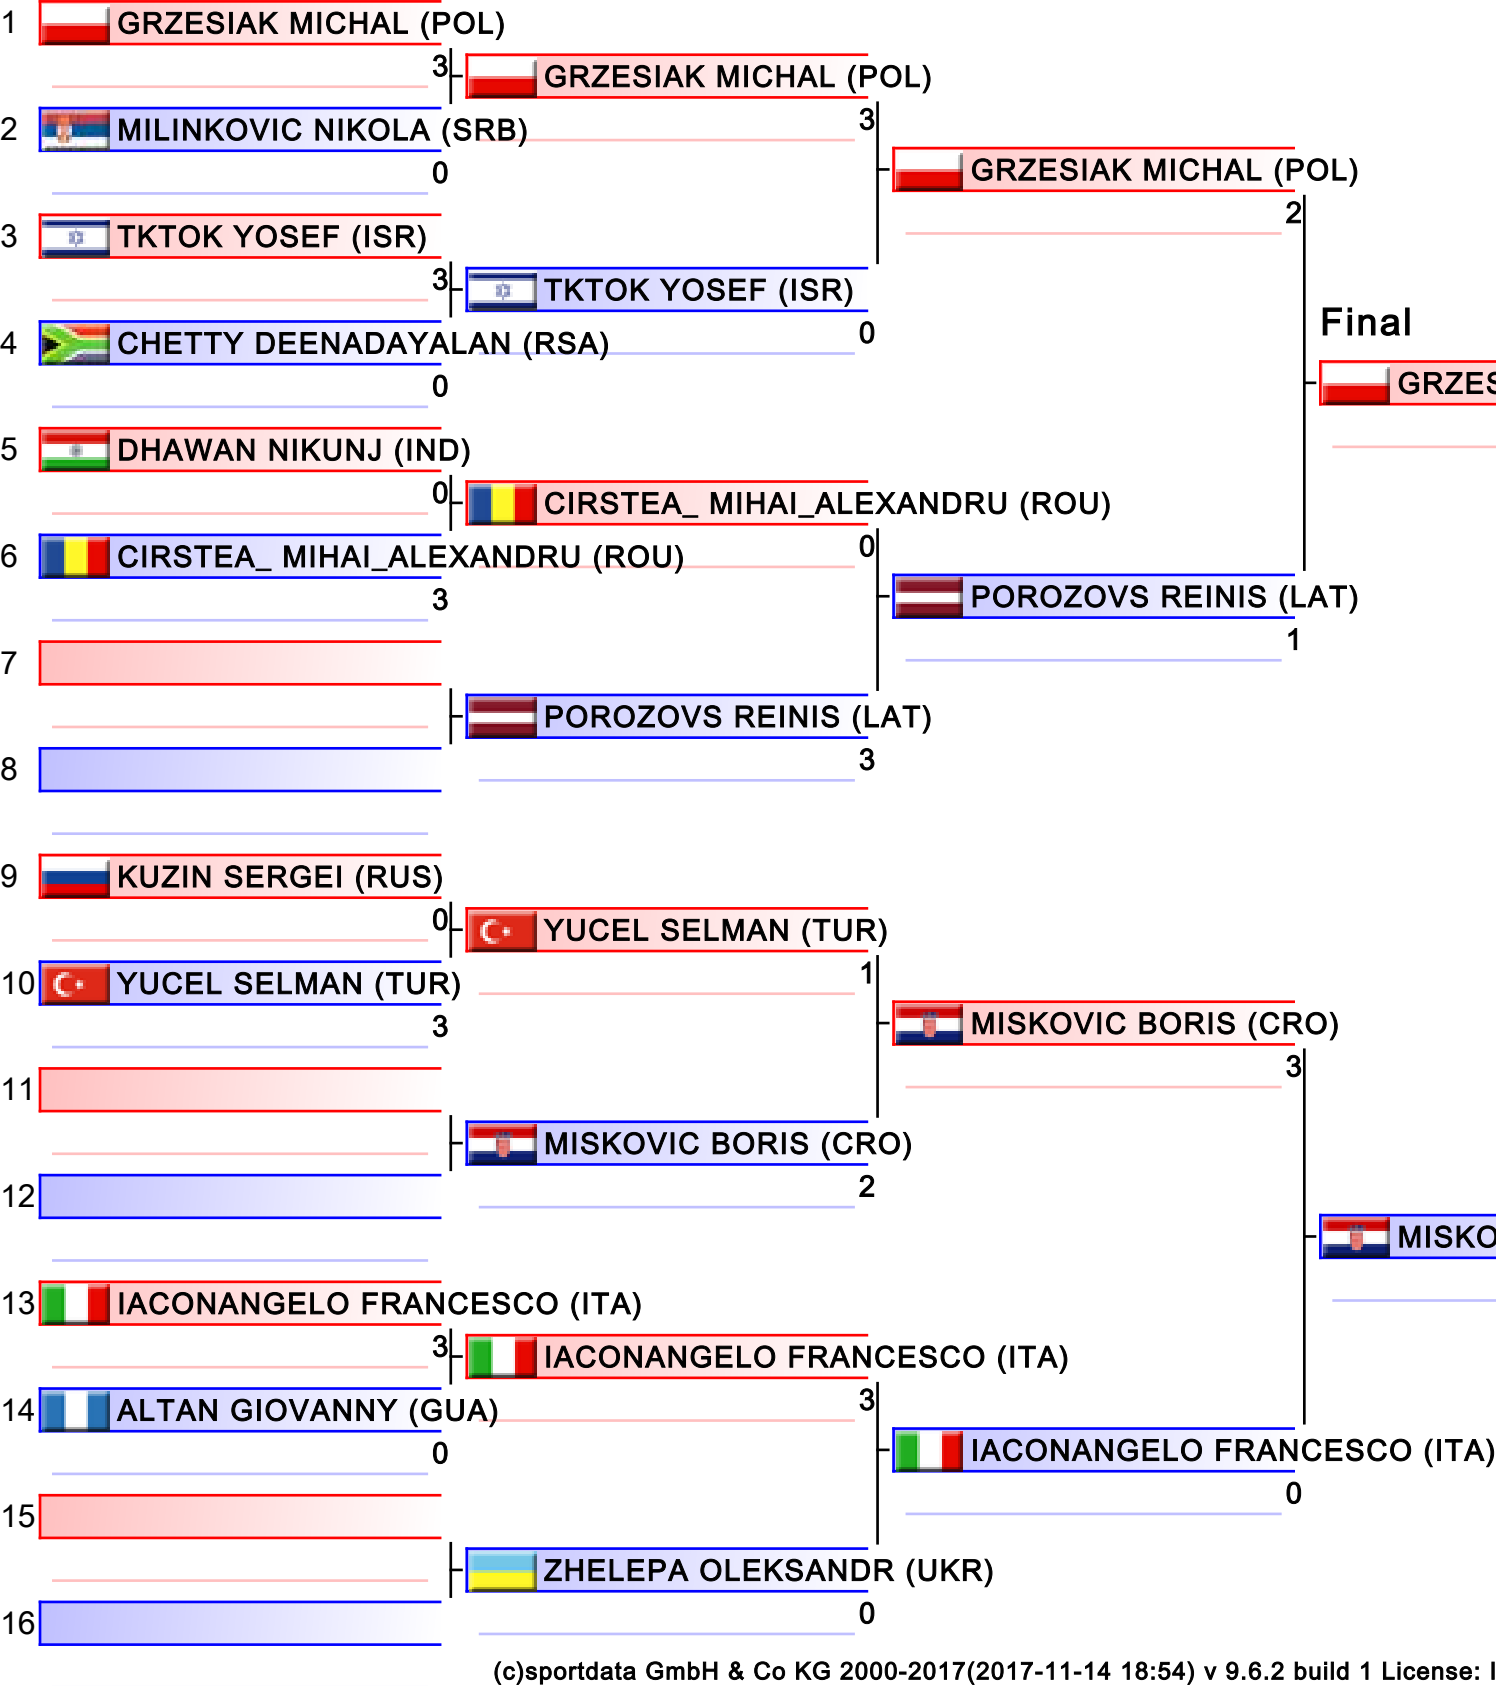 1 GRZESIAK MICHAL (POL)
3 GRZESIAK MICHAL (POL)
3
2 MILINKOVIC NIKOLA (SRB)
0
GRZESIAK MICHAL (POL)
2
3 TKTOK YOSEF (ISR)
3 TKTOK YOSEF (ISR)
0
4 CHETTY DEENADAYALAN (RSA)
0
Final
GRZES
5 DHAWAN NIKUNJ (IND)
0 CIRSTEA_ MIHAI_ALEXANDRU (ROU)
0
6 CIRSTEA_ MIHAI_ALEXANDRU (ROU)
3
POROZOVS REINIS (LAT)
1
7
POROZOVS REINIS (LAT)
3
8
9 KUZIN SERGEI (RUS)
0 YUCEL SELMAN (TUR)
1
10 YUCEL SELMAN (TUR)
3
MISKOVIC BORIS (CRO)
3
11
MISKOVIC BORIS (CRO)
2
12
MISKO
13 IACONANGELO FRANCESCO (ITA)
3 IACONANGELO FRANCESCO (ITA)
3
14 ALTAN GIOVANNY (GUA)
0
IACONANGELO FRANCESCO (ITA)
0
15
ZHELEPA OLEKSANDR (UKR)
0
16
(c)sportdata GmbH & Co KG 2000-2017(2017-11-14 18:54) v 9.6.2 build 1 License: